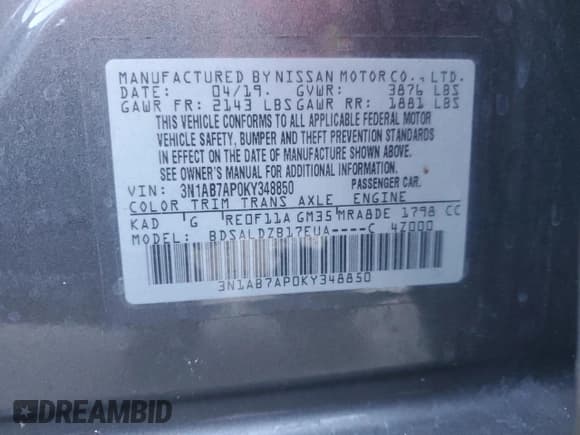 MANUFACTURED BY NISSAN MOTOR CO., LTD.
DATE: 04/19. GVWR: 3876 LBS
GAWR FR: 2143 LBS GAWR RR: 1881 LBS
THIS VEHICLE CONFORMS TO ALL APPLICABLE FEDERAL MOTOR
VEHICLE SAFETY, BUMPER AND THEFT PREVENTION STANDARDS
IN EFFECT ON THE DATE OF MANUFACTURE SHOWN ABOVE.
SEE OWNER'S MANUAL FOR ADDITIONAL INFORMATION.
VIN: 3N1AB7AP0KY348850 PASSENGER CAR.
COLOR TRIM TRANS AXLE ENGINE
KAD G RE0F11A GM35 MRA8DE 1798 CC
MODEL: BDSALDZB17EUA----C 4Z000
3N1AB7AP0KY348850
DREAMBID